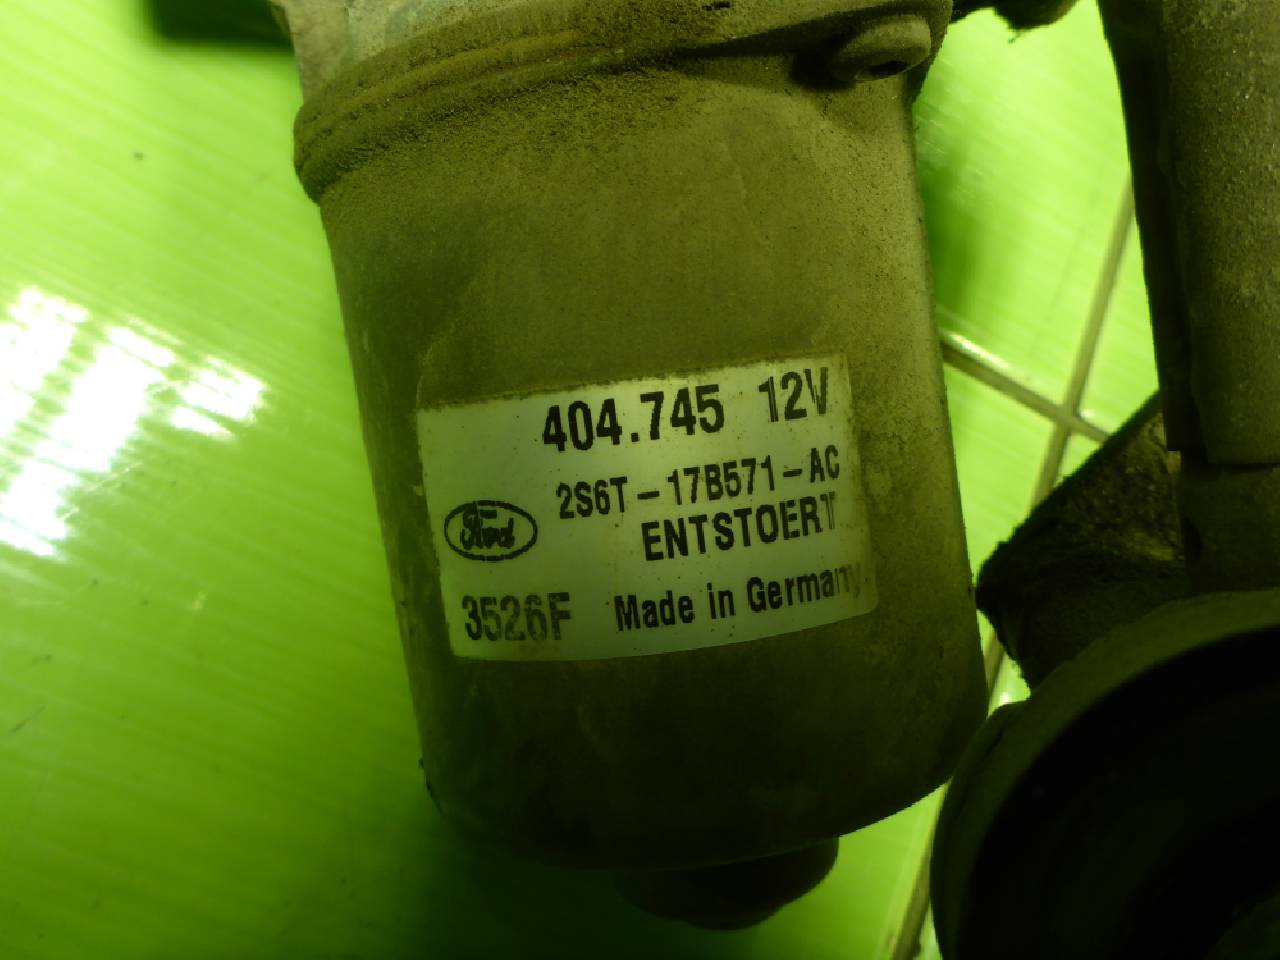 404.745 12V
2S6T-17B571-AC
Ford
ENTSTOERT
3526F Made in Germany